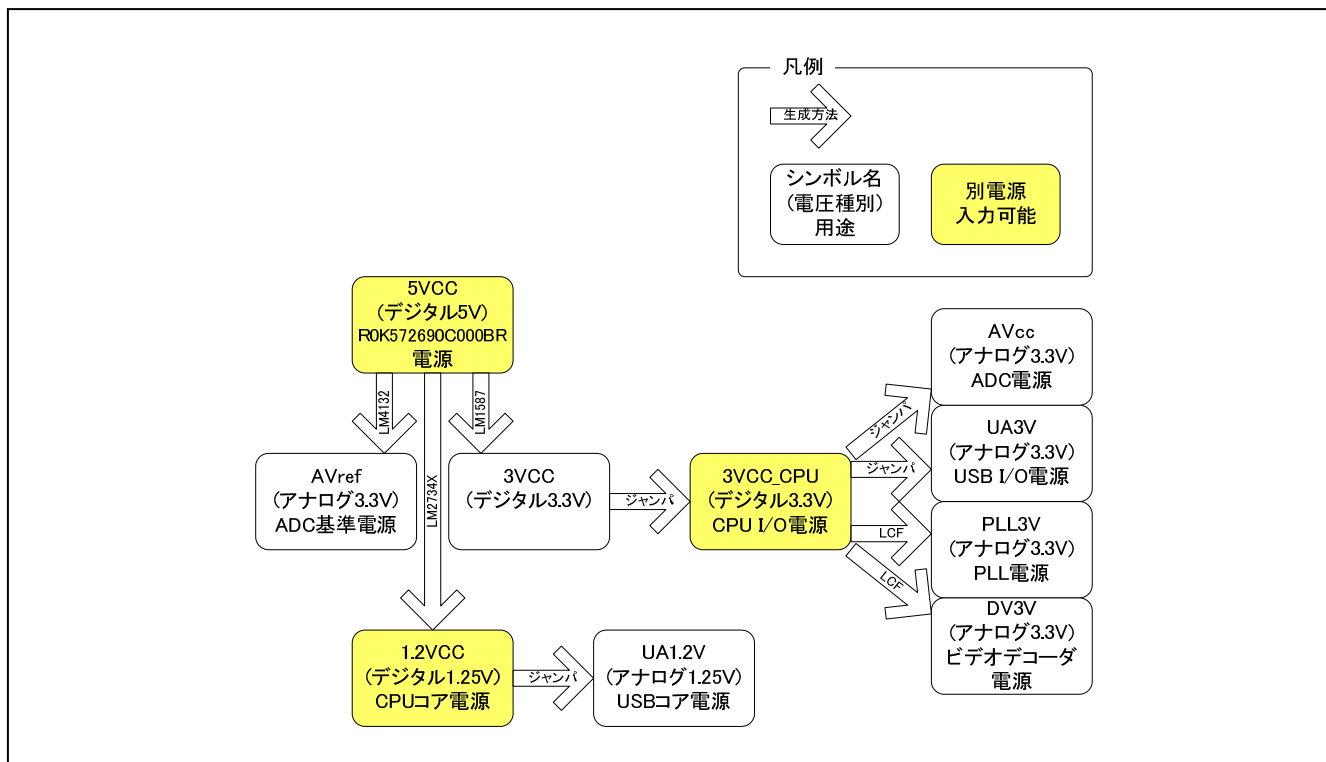 凡例
生成方法
シンボル名
(電圧種別)
用途
別電源
入力可能
5VCC
(デジタル5V)
R0K572690C000BR
電源
LM4132
LM2734X
LM1587
AVref
(アナログ3.3V)
ADC基準電源
3VCC
(デジタル3.3V)
ジャンパ
3VCC_CPU
(デジタル3.3V)
CPU I/O電源
ジャンパ
ジャンパ
LCF
LCF
AVcc
(アナログ3.3V)
ADC電源
UA3V
(アナログ3.3V)
USB I/O電源
PLL3V
(アナログ3.3V)
PLL電源
DV3V
(アナログ3.3V)
ビデオデコーダ
電源
1.2VCC
(デジタル1.25V)
CPUコア電源
ジャンパ
UA1.2V
(アナログ1.25V)
USBコア電源